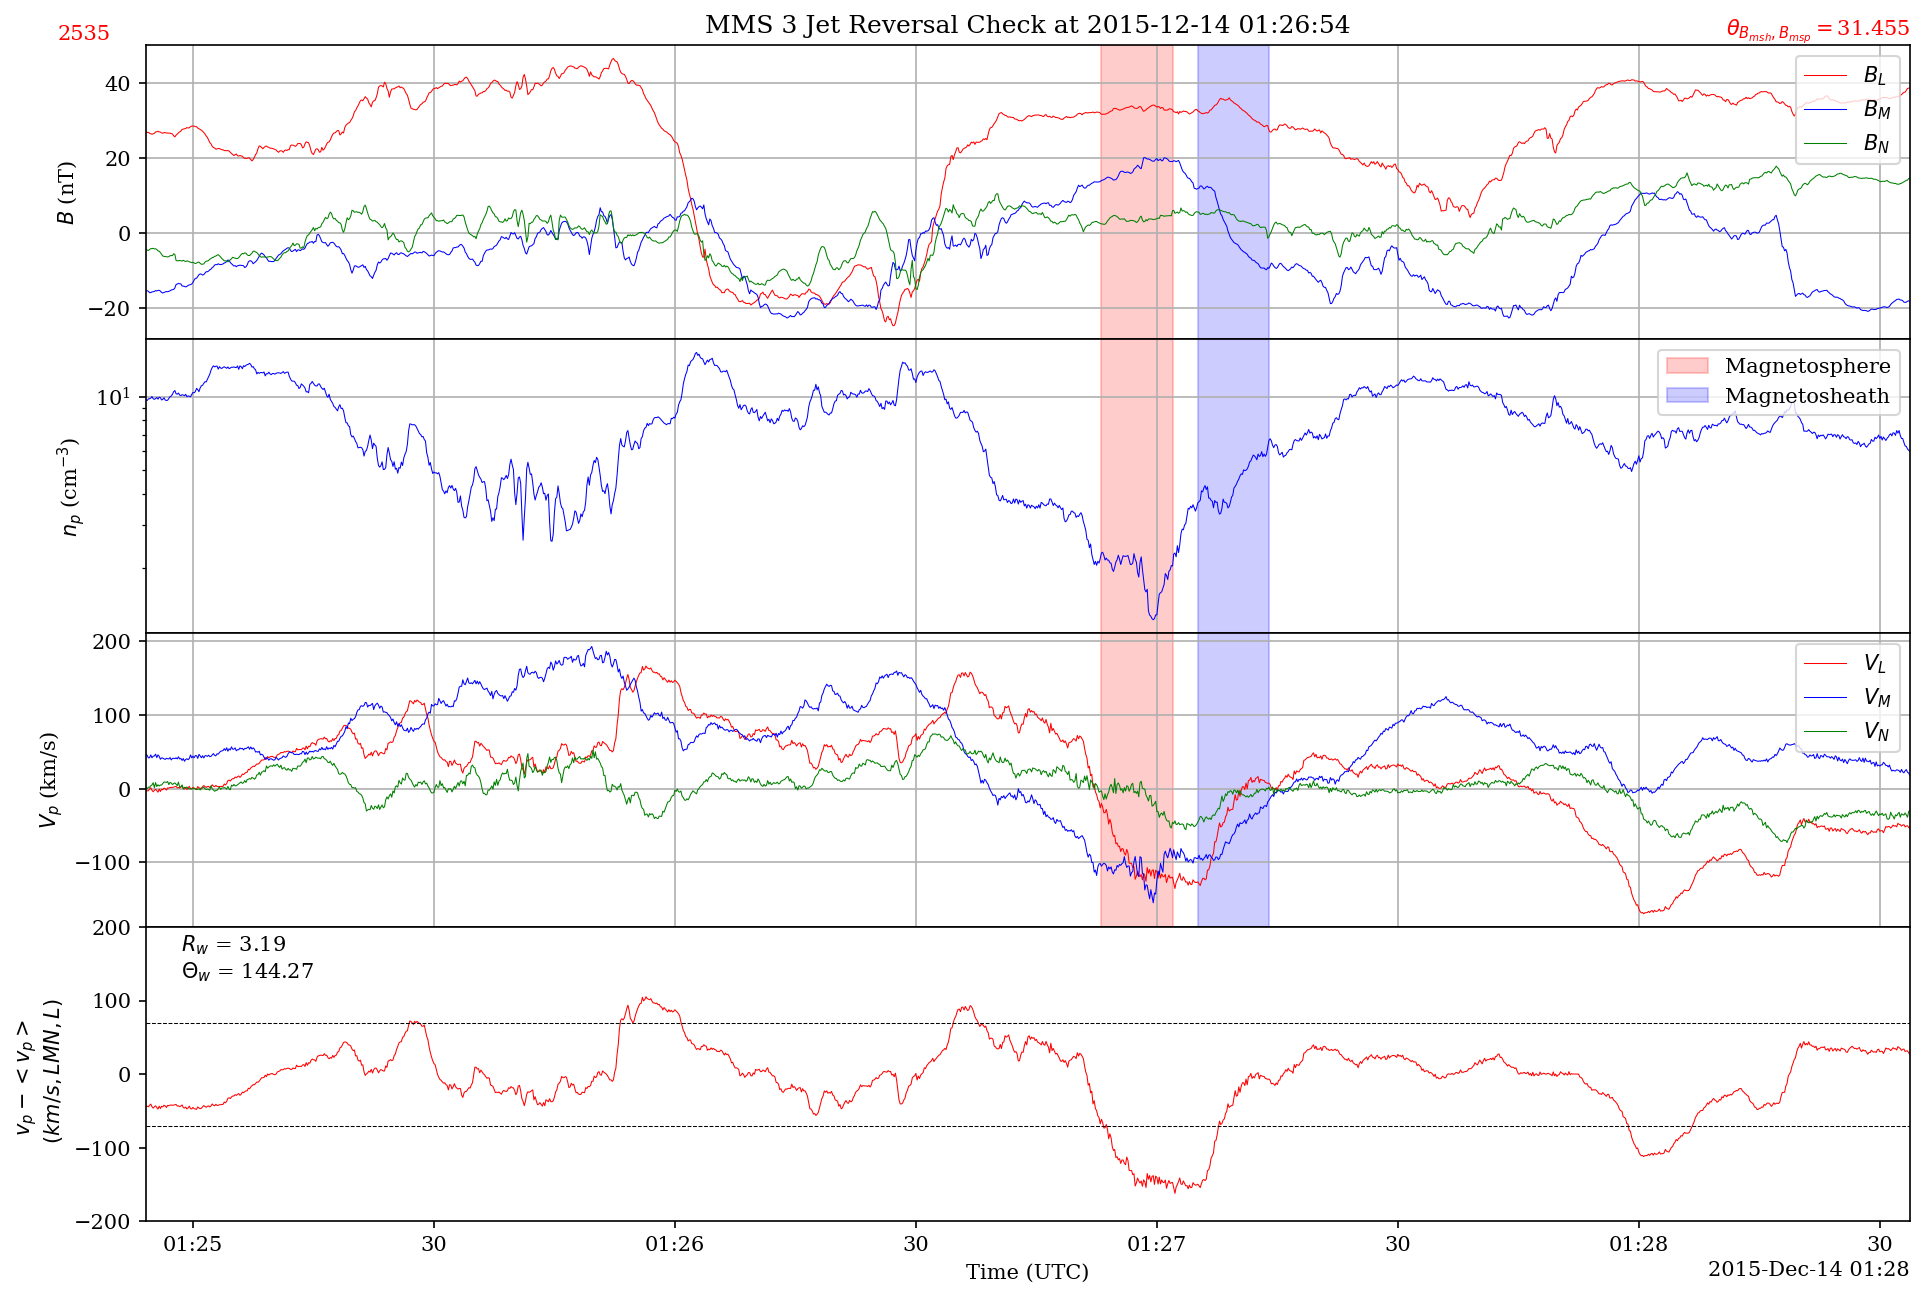 2535
MMS 3 Jet Reversal Check at 2015-12-14 01:26:54
θ_{B_{msh}, B_{msp}} = 31.455
B (nT)
40
20
0
−20
B_L
B_M
B_N
n_p (cm^{−3})
10^1
Magnetosphere
Magnetosheath
V_p (km/s)
200
100
0
−100
V_L
V_M
V_N
v_p − < v_p >
(km/s, LMN, L)
200
100
0
−100
−200
R_w = 3.19
Θ_w = 144.27
01:25 30 01:26 30 01:27 30 01:28 30
Time (UTC)
2015-Dec-14 01:28